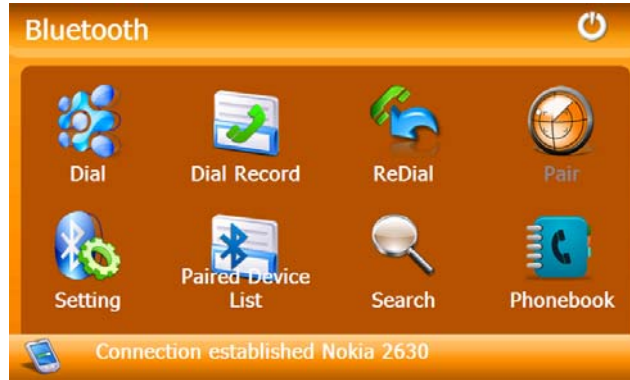 Bluetooth
Dial
Dial Record
ReDial
Pair
Setting
Paired Device
List
Search
Phonebook
Connection established Nokia 2630